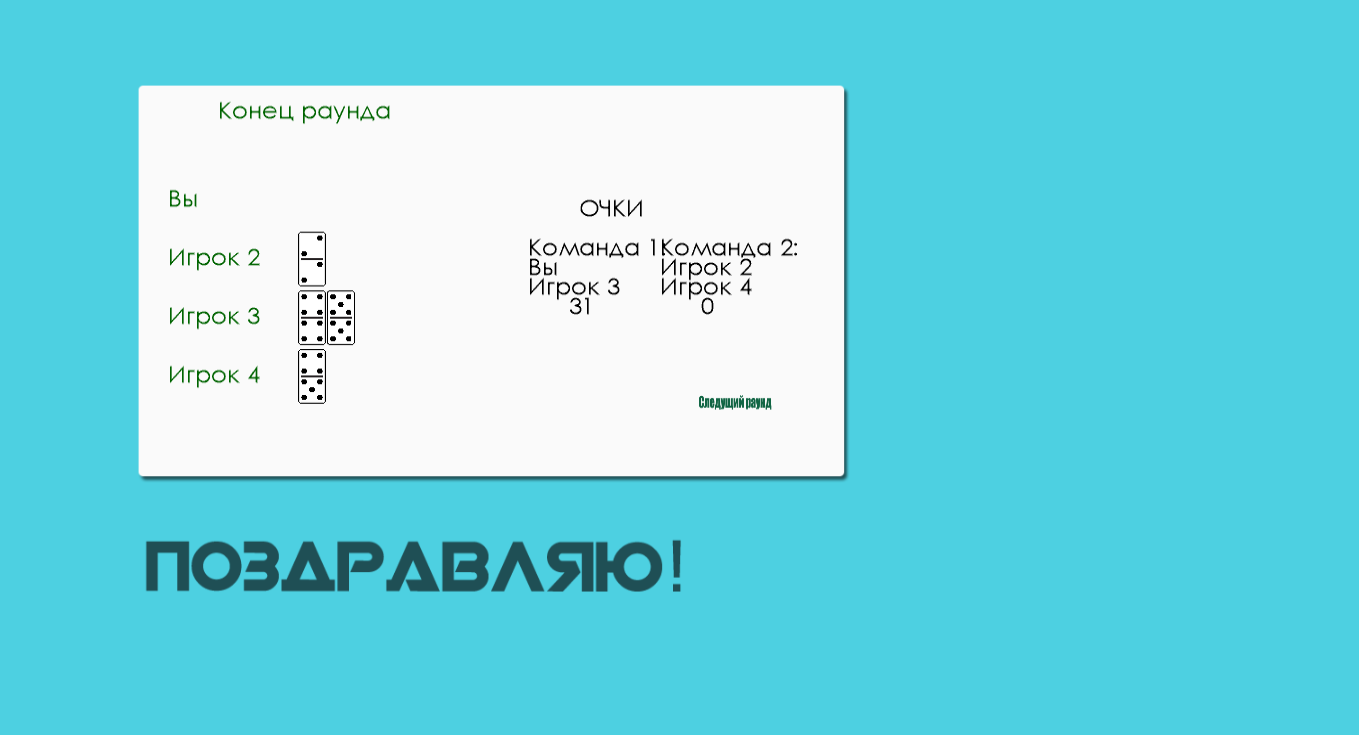 Конец раунда
Вы
Игрок 2
Игрок 3
Игрок 4
ОЧКИ
Команда 1
Вы
Игрок 3
31
Команда 2:
Игрок 2
Игрок 4
0
Следущий раунд
ПОЗДРАВЛЯЮ!